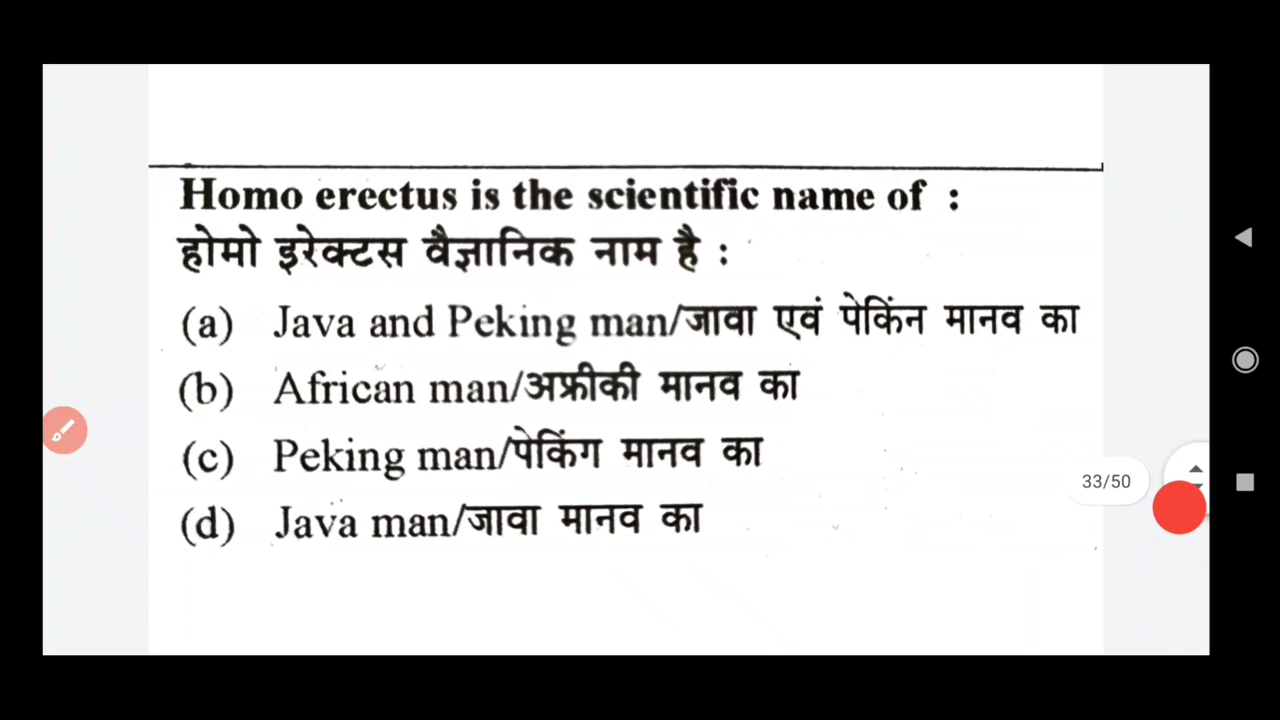 Homo erectus is the scientific name of :
होमो इरेक्टस वैज्ञानिक नाम है :
(a) Java and Peking man/जावा एवं पेकिंन मानव का
(b) African man/अफ्रीकी मानव का
(c) Peking man/पेकिंग मानव का
33/50
(d) Java man/जावा मानव का